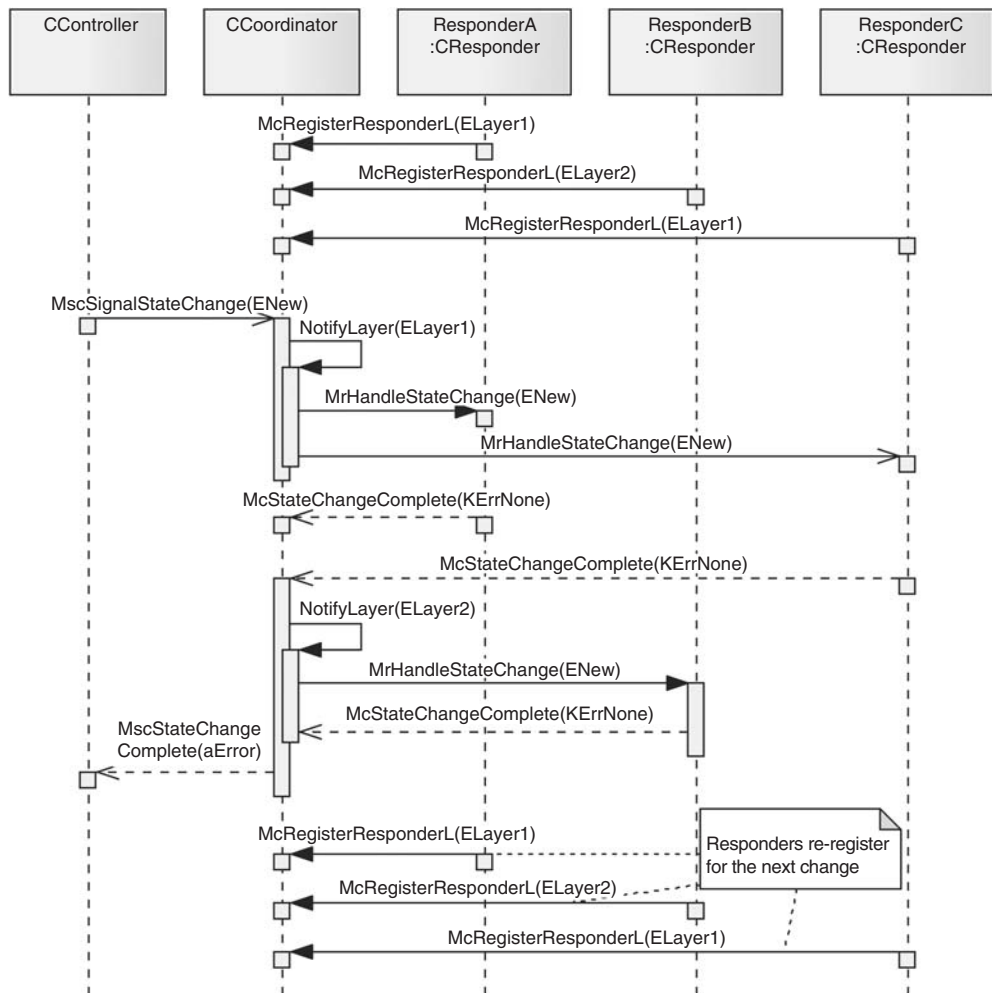 CController
CCoordinator
ResponderA
:CResponder
ResponderB
:CResponder
ResponderC
:CResponder
McRegisterResponderL(ELayer1)
McRegisterResponderL(ELayer2)
McRegisterResponderL(ELayer1)
MscSignalStateChange(ENew)
NotifyLayer(ELayer1)
MrHandleStateChange(ENew)
MrHandleStateChange(ENew)
McStateChangeComplete(KErrNone)
McStateChangeComplete(KErrNone)
NotifyLayer(ELayer2)
MrHandleStateChange(ENew)
McStateChangeComplete(KErrNone)
MscStateChange
Complete(aError)
McRegisterResponderL(ELayer1)
Responders re-register
for the next change
McRegisterResponderL(ELayer2)
McRegisterResponderL(ELayer1)